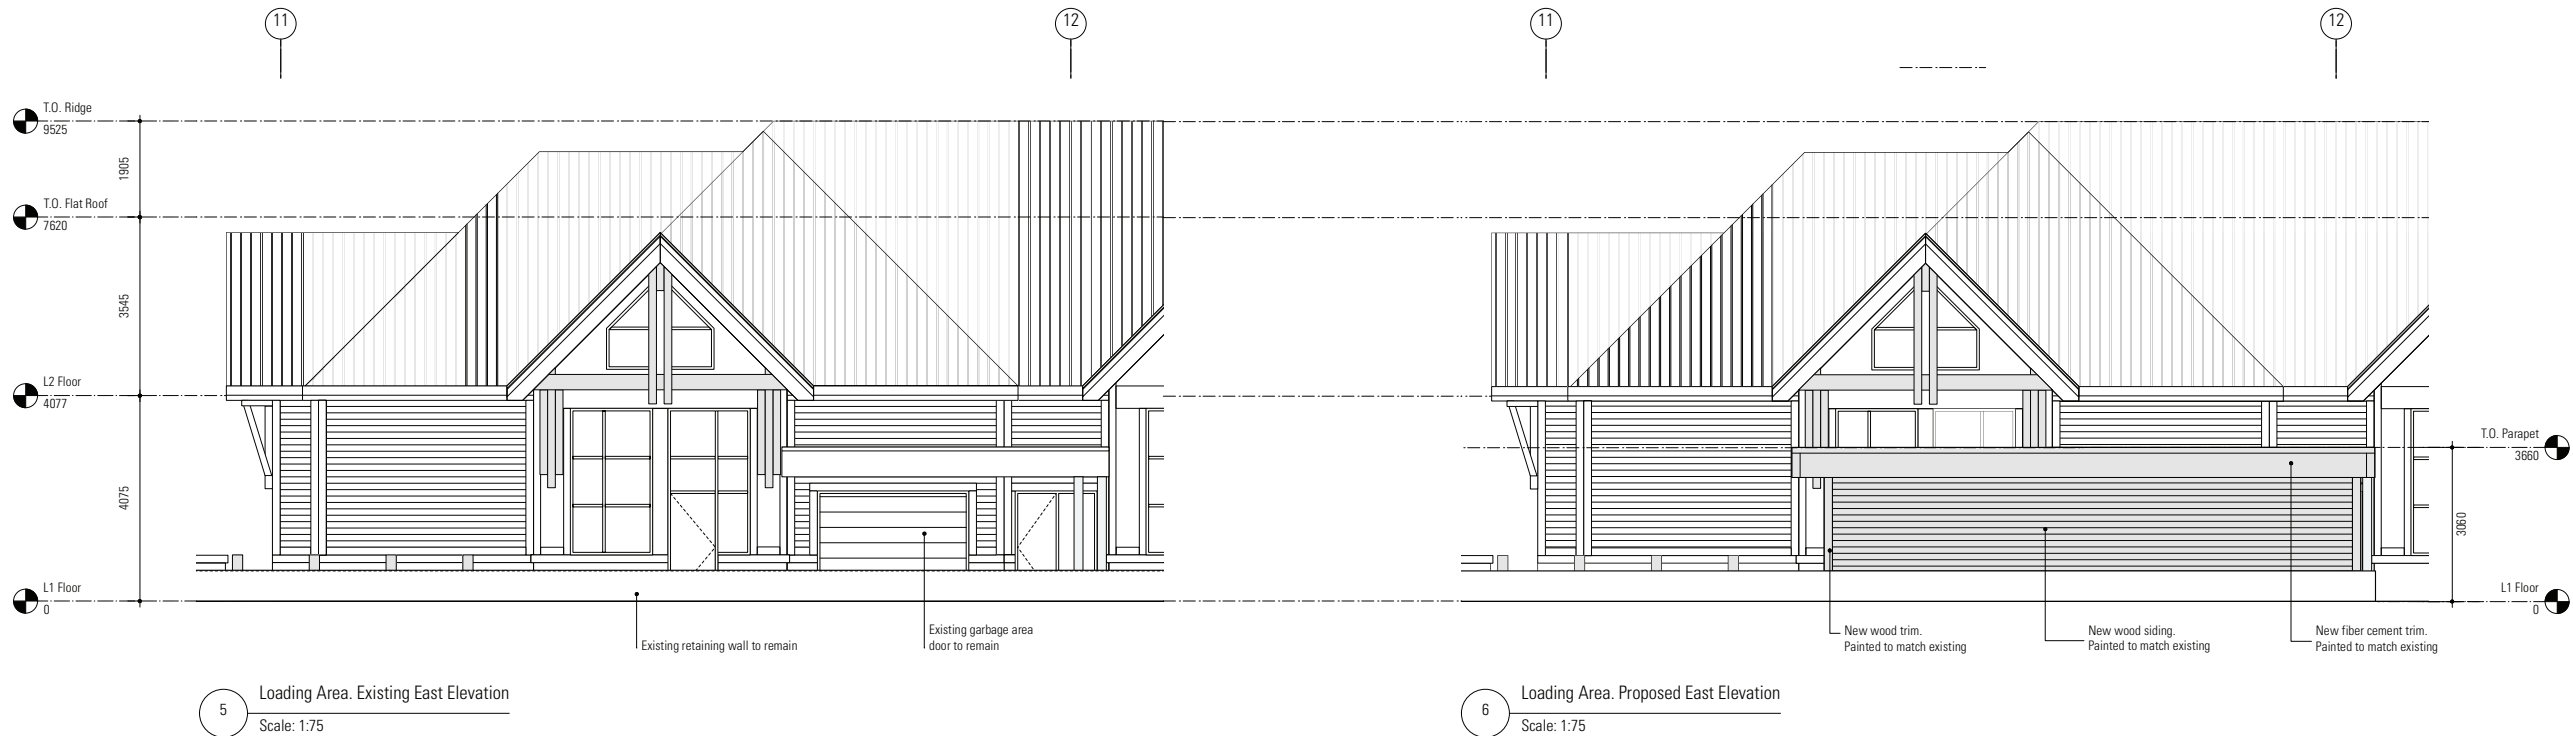 11
12
11
12
T.O. Ridge
9525
1905
T.O. Flat Roof
7620
3545
L2 Floor
4077
4075
L1 Floor
0
Existing retaining wall to remain
Existing garbage area
door to remain
5
Loading Area. Existing East Elevation
Scale: 1:75
T.O. Parapet
3660
3060
L1 Floor
0
New wood trim.
Painted to match existing
New wood siding.
Painted to match existing
New fiber cement trim.
Painted to match existing
6
Loading Area. Proposed East Elevation
Scale: 1:75